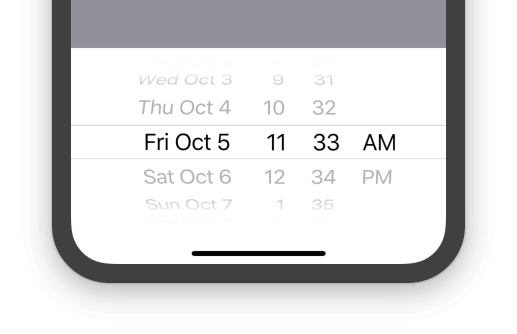 Wed Oct 3 9 31
Thu Oct 4 10 32
Fri Oct 5 11 33 AM
Sat Oct 6 12 34 PM
Sun Oct 7 1 35